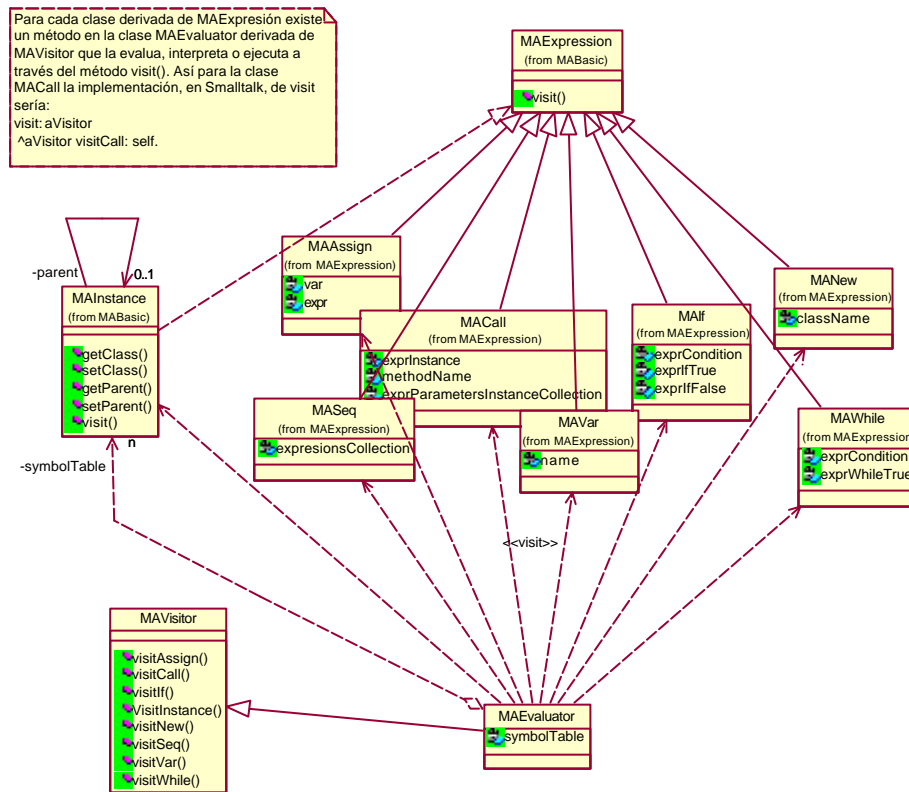 Para cada clase derivada de MAExpresión existe
un método en la clase MAEvaluator derivada de
MAVisitor que la evalua, interpreta o ejecuta a
través del método visit(). Así para la clase
MACall la implementación, en Smalltalk, de visit
sería:
visit: aVisitor
^aVisitor visitCall: self.
MAExpression
(from MABasic)
visit()
-parent
0..1
MAInstance
(from MABasic)
getClass()
setClass()
getParent()
setParent()
visit()
n
-symbolTable
MAAssign
(from MAExpression)
var
expr
MACall
(from MAExpression)
exprInstance
methodName
exprParametersInstanceCollection
MASeq
(from MAExpression)
expresionsCollection
MAVar
(from MAExpression)
name
MAIf
(from MAExpression)
exprCondition
exprIfTrue
exprIfFalse
MANew
(from MAExpression)
className
MAWhile
(from MAExpression)
exprCondition
exprWhileTrue
<<visit>>
MAVisitor
visitAssign()
visitCall()
visitIf()
VisitInstance()
visitNew()
visitSeq()
visitVar()
visitWhile()
MAEvaluator
symbolTable